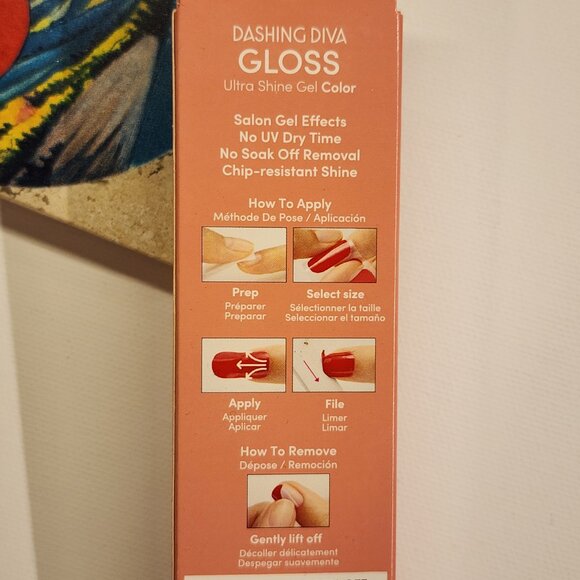 DASHING DIVA
GLOSS
Ultra Shine Gel Color
Salon Gel Effects
No UV Dry Time
No Soak Off Removal
Chip-resistant Shine
How To Apply
Méthode De Pose / Aplicación
Prep
Préparer
Preparar
Select size
Sélectionner la taille
Seleccionar el tamaño
Apply
Appliquer
Aplicar
File
Limer
Limar
How To Remove
Dépose / Remoción
Gently lift off
Décoller délicatement
Despegar suavemente